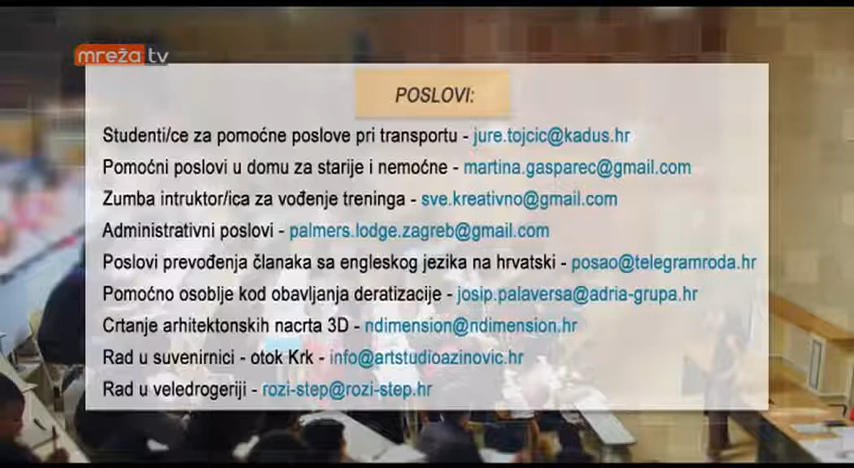 mreža tv
POSLOVI:
Studenti/ce za pomoćne poslove pri transportu - jure.tojcic@kadus.hr
Pomoćni poslovi u domu za starije i nemoćne - martina.gasparec@gmail.com
Zumba intruktor/ica za vođenje treninga - sve.kreativno@gmail.com
Administrativni poslovi - palmers.lodge.zagreb@gmail.com
Poslovi prevođenja članaka sa engleskog jezika na hrvatski - posao@telegramroda.hr
Pomoćno osoblje kod obavljanja deratizacije - josip.palaversa@adria-grupa.hr
Crtanje arhitektonskih nacrta 3D - ndimension@ndimension.hr
Rad u suvenirnici - otok Krk - info@artstudioazinovic.hr
Rad u veledrogeriji - rozi-step@rozi-step.hr